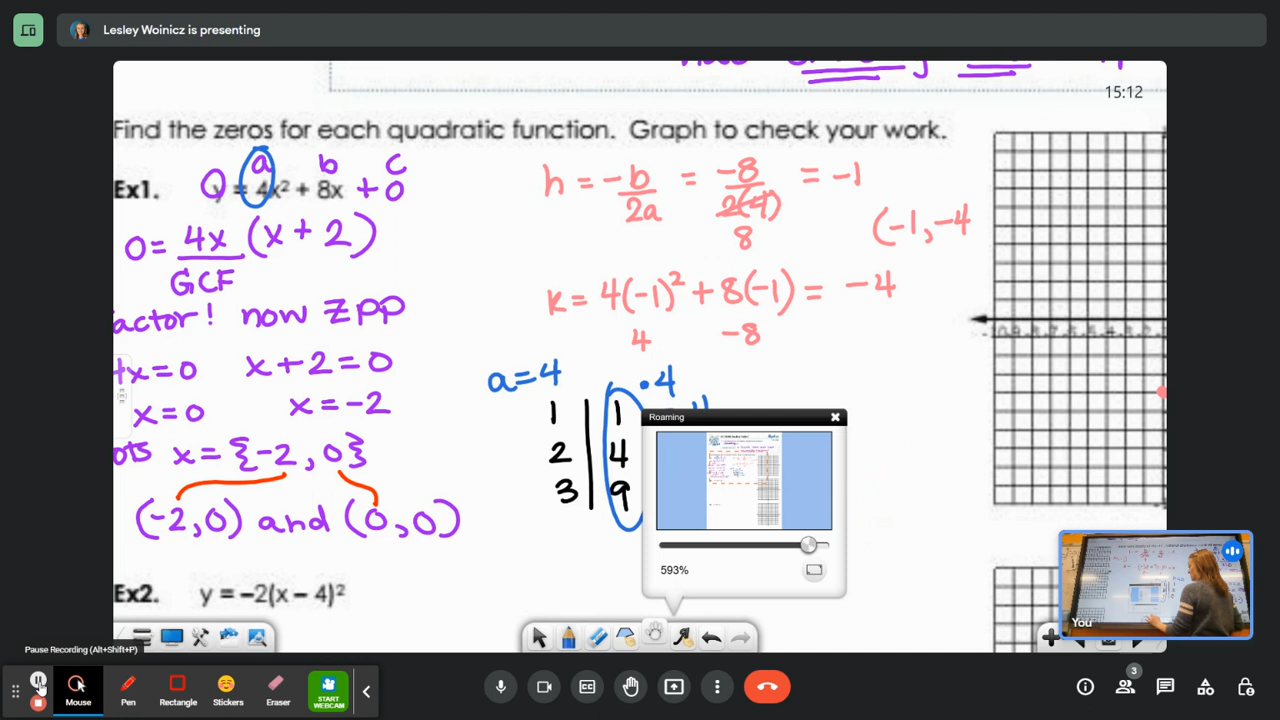 Lesley Woinicz is presenting
15:12
Find the zeros for each quadratic function. Graph to check your work.
a b c
Ex1. 0 y = 4x² + 8x + 0
0 = 4x (x + 2)
GCF
actor! now ZPP
4x = 0 x + 2 = 0
x = 0 x = -2
ots x = {-2, 0}
(-2, 0) and (0, 0)
h = -b/2a = -8/2(4) = -1
8
(-1, -4
k = 4(-1)² + 8(-1) = -4
4 -8
a = 4 · 4
1 1
2 4
3 9
Roaming
593%
Ex2. y = –2(x – 4)²
You
Pause Recording (Alt+Shift+P)
Mouse Pen Rectangle Stickers Eraser START WEBCAM
CC
3